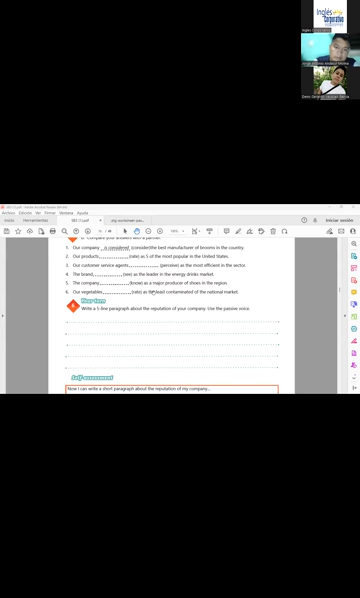 Inglés
Corporativo
Iniciar sesión
Archivo Edición Ver Firmar Ventana Ayuda
Inicio Herramientas
Compare your answers with a partner.
1. Our company is considered (consider)the best manufacturer of brooms in the country.
2. Our products (rate) as 5 of the most popular in the United States.
3. Our customer service agents (perceive) as the most efficient in the sector.
4. The brand (see) as the leader in the energy drinks market.
5. The company (know) as a major producer of shoes in the region.
6. Our vegetables (rate) as the least contaminated of the national market.
6
Your turn
Write a 5-line paragraph about the reputation of your company. Use the passive voice.
Self-assessment
Now I can write a short paragraph about the reputation of my company...